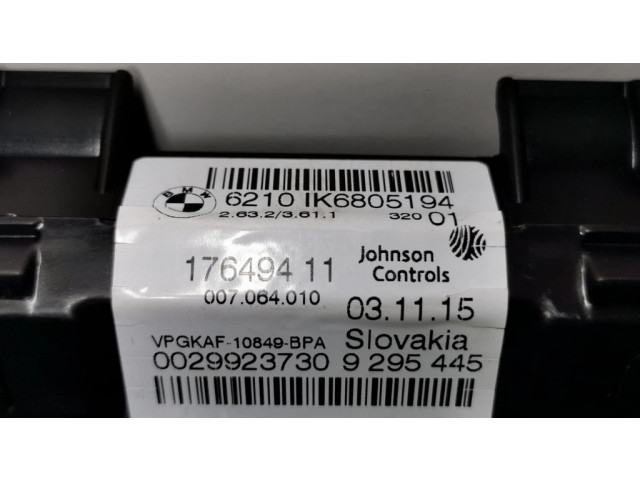 BMW
6210 IK6805194
2.63.2/3.61.1 320 01
176494 11 Johnson
Controls
007.064.010 03.11.15
VPGKAF-10849-BPA Slovakia
0029923730 9 295 445